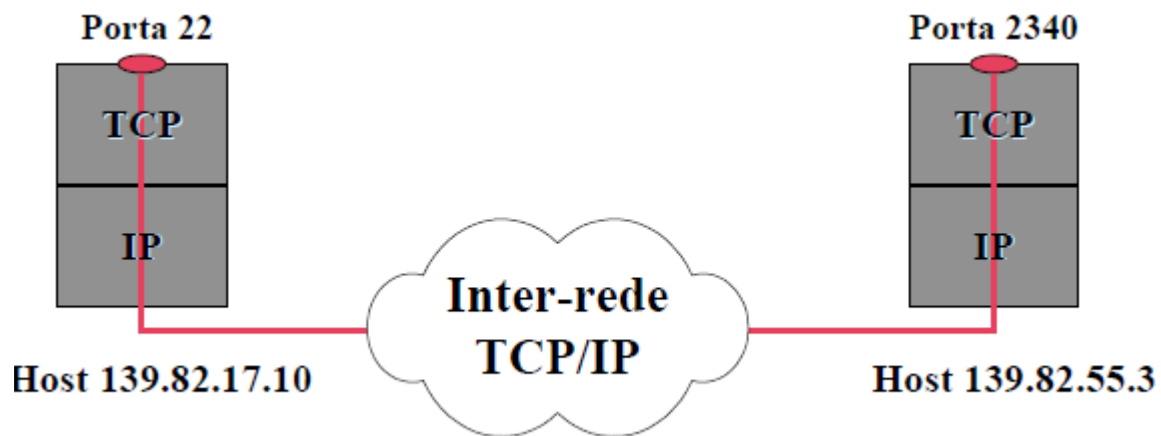 Porta 22
Porta 2340
TCP
TCP
IP
IP
Inter-rede
TCP/IP
Host 139.82.17.10
Host 139.82.55.3